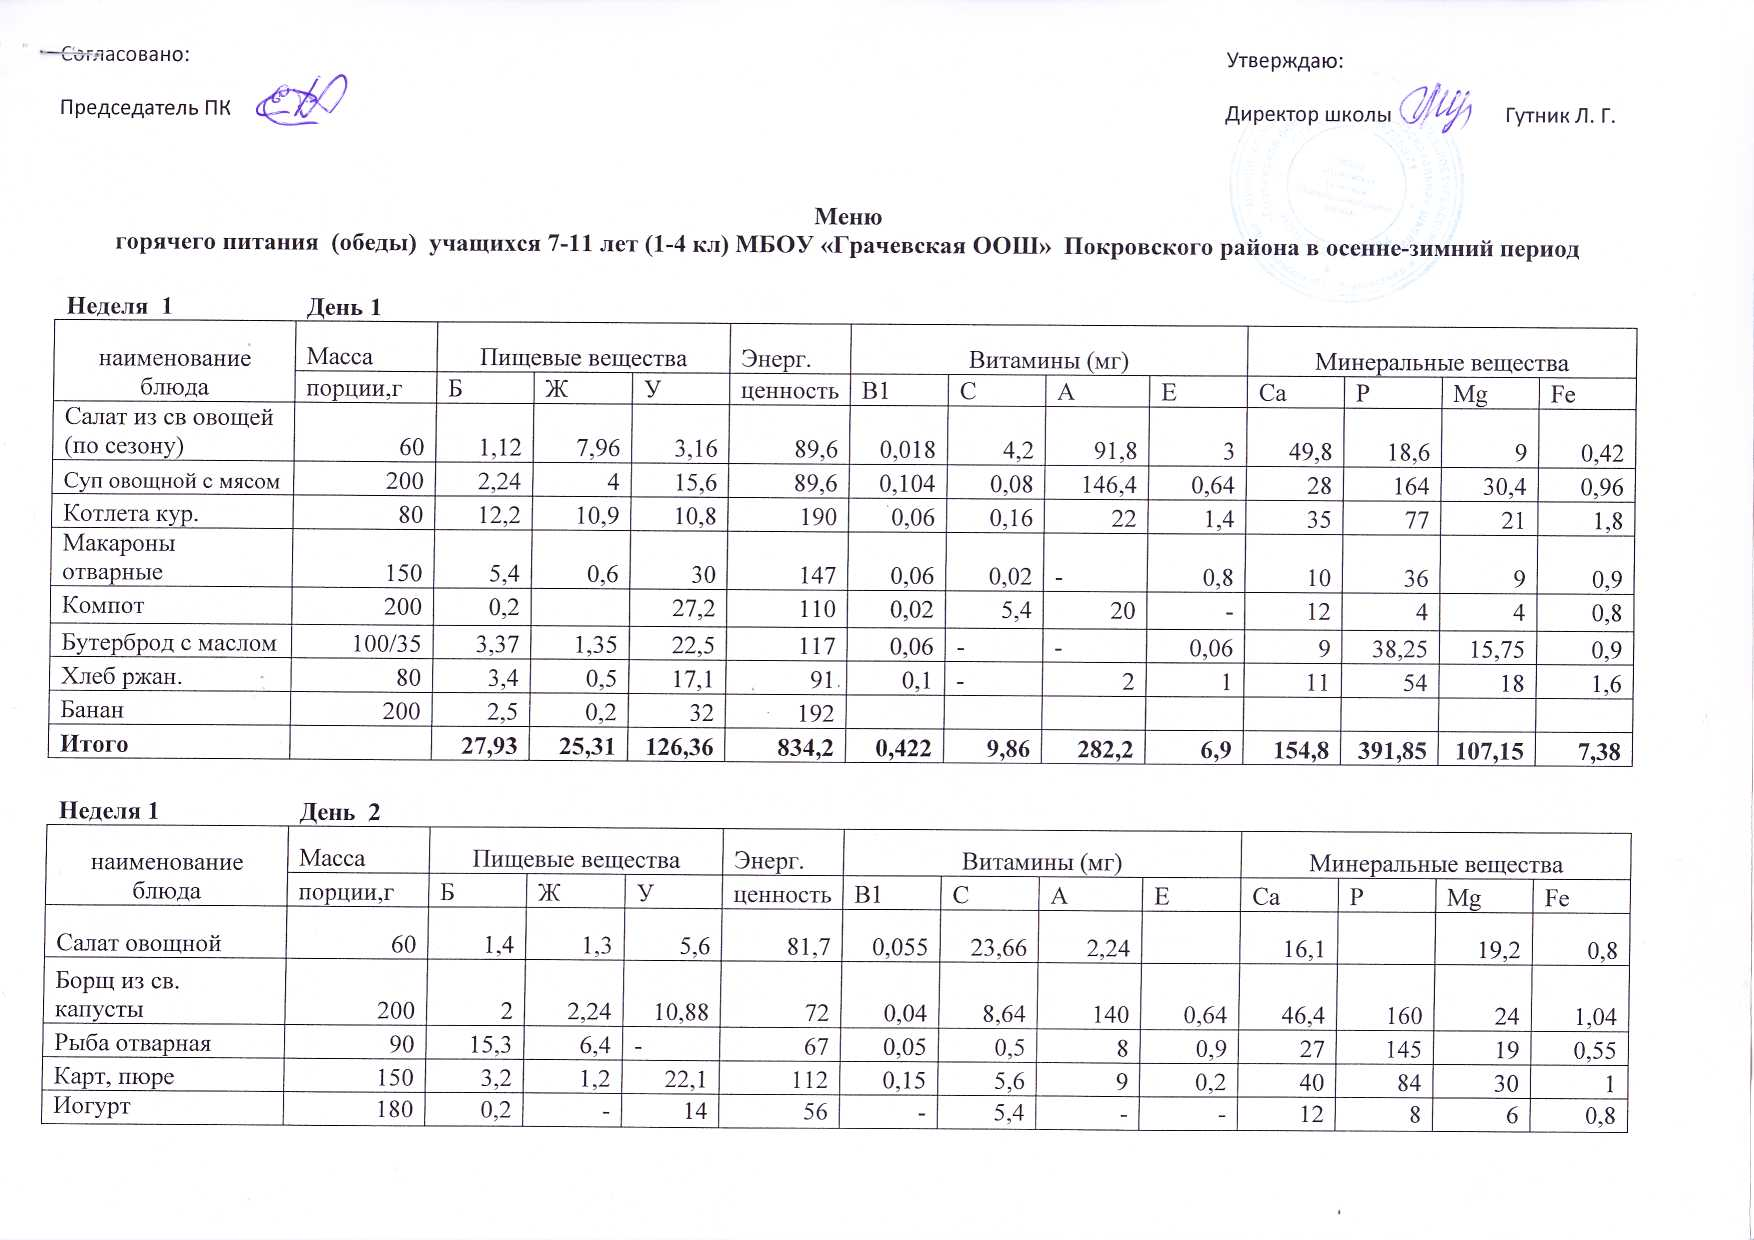 Согласовано:
Утверждаю:
Председатель ПК
Директор школы Гутник Л. Г.
Меню
горячего питания (обеды) учащихся 7-11 лет (1-4 кл) МБОУ «Грачевская ООШ» Покровского района в осенне-зимний период
Неделя 1 День 1
наименование блюда Масса порции,г Пищевые вещества Энерг. ценность Витамины (мг) Минеральные вещества
Б Ж У В1 С А Е Ca P Mg Fe
Салат из св овощей (по сезону) 60 1,12 7,96 3,16 89,6 0,018 4,2 91,8 3 49,8 18,6 9 0,42
Суп овощной с мясом 200 2,24 4 15,6 89,6 0,104 0,08 146,4 0,64 28 164 30,4 0,96
Котлета кур. 80 12,2 10,9 10,8 190 0,06 0,16 22 1,4 35 77 21 1,8
Макароны отварные 150 5,4 0,6 30 147 0,06 0,02 - 0,8 10 36 9 0,9
Компот 200 0,2 27,2 110 0,02 5,4 20 - 12 4 4 0,8
Бутерброд с маслом 100/35 3,37 1,35 22,5 117 0,06 - - 0,06 9 38,25 15,75 0,9
Хлеб ржан. 80 3,4 0,5 17,1 91 0,1 - 2 1 11 54 18 1,6
Банан 200 2,5 0,2 32 192
Итого 27,93 25,31 126,36 834,2 0,422 9,86 282,2 6,9 154,8 391,85 107,15 7,38
Неделя 1 День 2
наименование блюда Масса порции,г Пищевые вещества Энерг. ценность Витамины (мг) Минеральные вещества
Б Ж У В1 С А Е Ca P Mg Fe
Салат овощной 60 1,4 1,3 5,6 81,7 0,055 23,66 2,24 16,1 19,2 0,8
Борщ из св. капусты 200 2 2,24 10,88 72 0,04 8,64 140 0,64 46,4 160 24 1,04
Рыба отварная 90 15,3 6,4 - 67 0,05 0,5 8 0,9 27 145 19 0,55
Карт, пюре 150 3,2 1,2 22,1 112 0,15 5,6 9 0,2 40 84 30 1
Иогурт 180 0,2 - 14 56 - 5,4 - - 12 8 6 0,8